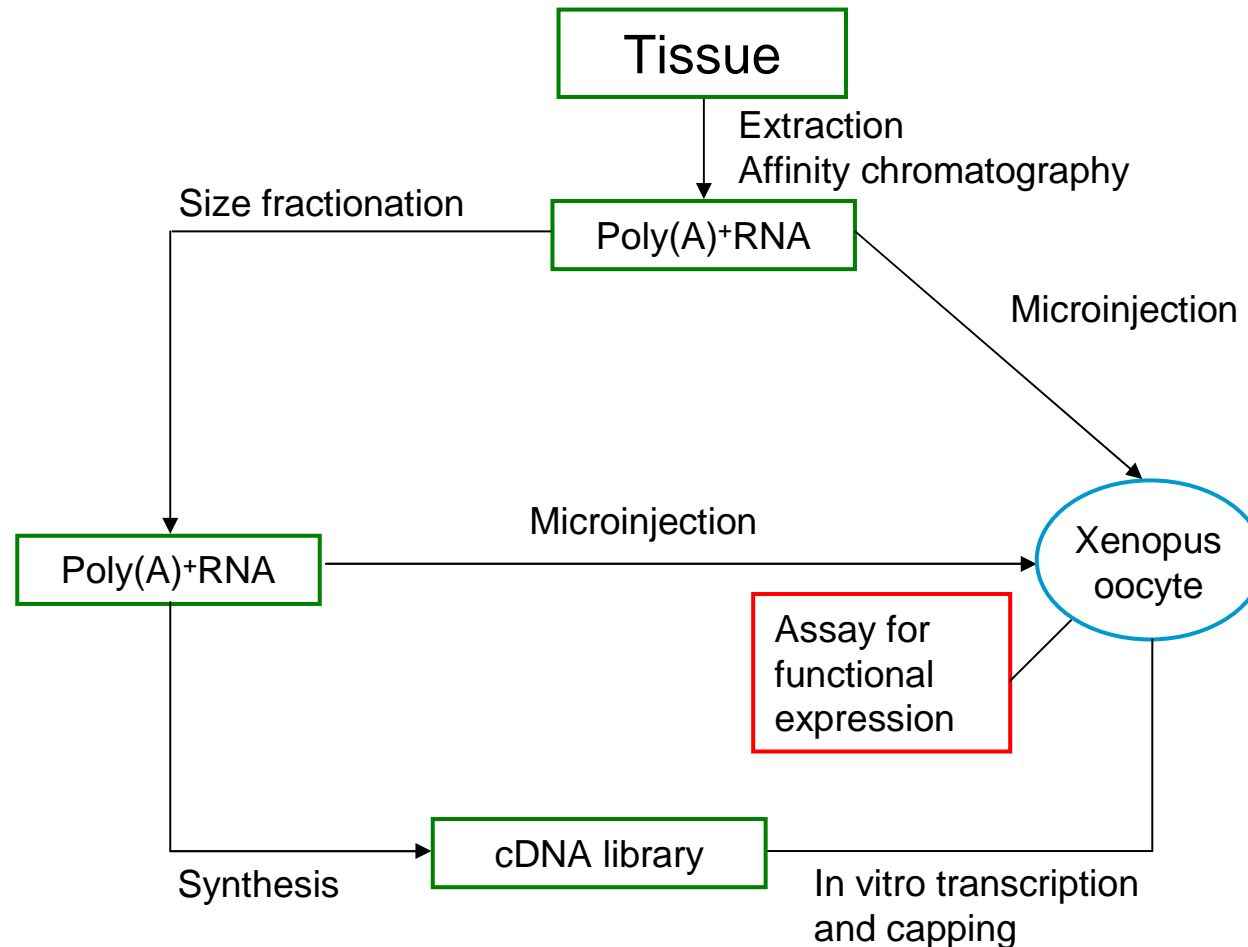 Tissue
Extraction
Affinity chromatography
Size fractionation
Poly(A)⁺RNA
Microinjection
Poly(A)⁺RNA
Microinjection
Xenopus
oocyte
Assay for
functional
expression
cDNA library
Synthesis
In vitro transcription
and capping